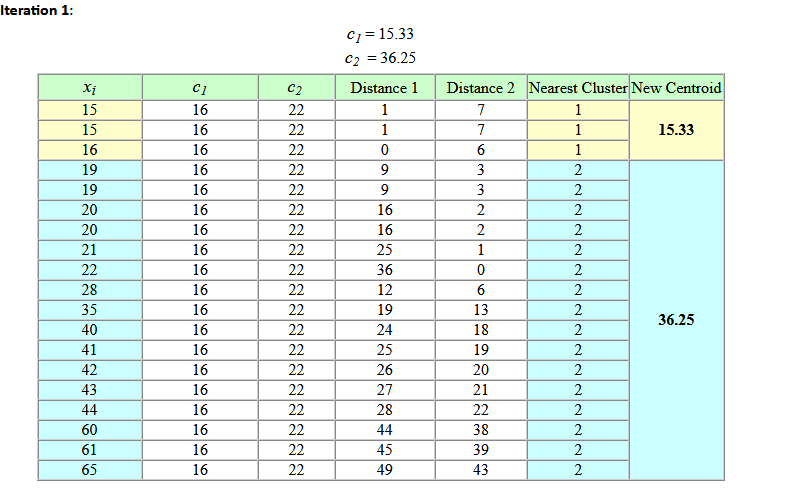 Iteration 1:
c1 = 15.33
c2 = 36.25
xi c1 c2 Distance 1 Distance 2 Nearest Cluster New Centroid
15 16 22 1 7 1
15 16 22 1 7 1 15.33
16 16 22 0 6 1
19 16 22 9 3 2
19 16 22 9 3 2
20 16 22 16 2 2
20 16 22 16 2 2
21 16 22 25 1 2
22 16 22 36 0 2
28 16 22 12 6 2
35 16 22 19 13 2
36.25
40 16 22 24 18 2
41 16 22 25 19 2
42 16 22 26 20 2
43 16 22 27 21 2
44 16 22 28 22 2
60 16 22 44 38 2
61 16 22 45 39 2
65 16 22 49 43 2